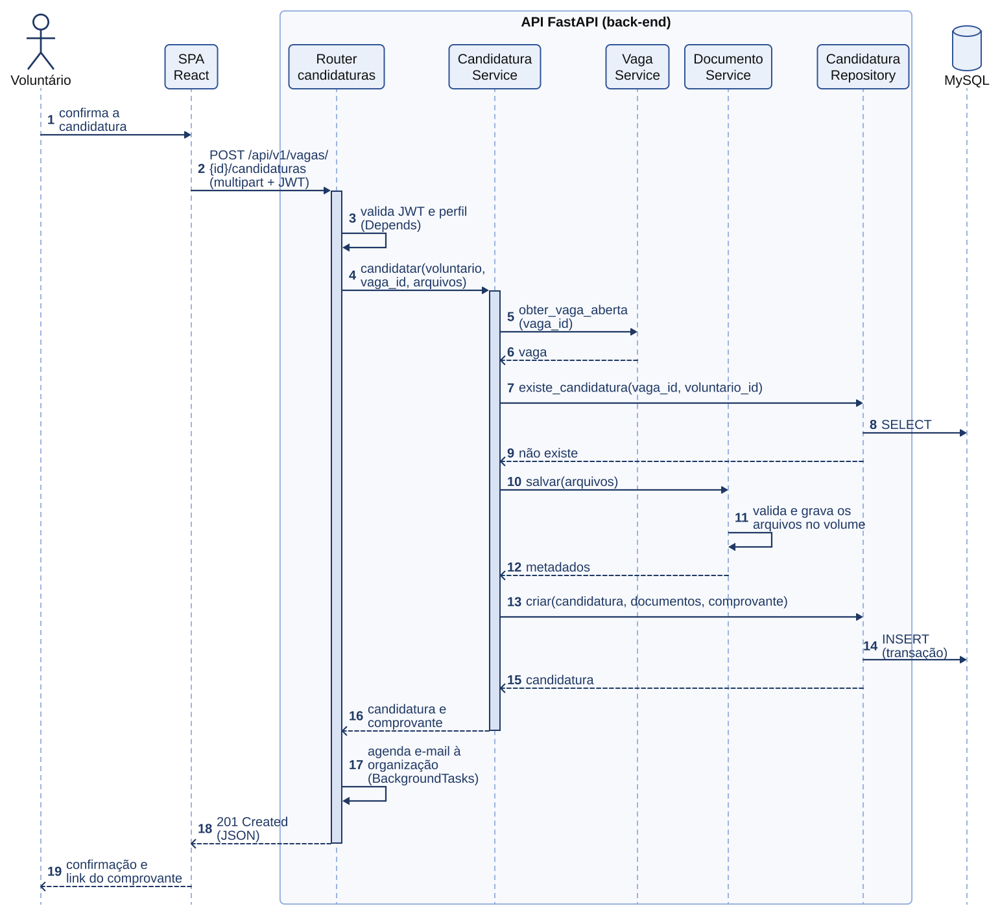 API FastAPI (back-end)
Voluntário
SPA
React
Router
candidaturas
Candidatura
Service
Vaga
Service
Documento
Service
Candidatura
Repository
MySQL
1 confirma a
candidatura
2 POST /api/v1/vagas/
{id}/candidaturas
(multipart + JWT)
3 valida JWT e perfil
(Depends)
4 candidatar(voluntario,
vaga_id, arquivos)
5 obter_vaga_aberta
(vaga_id)
6 vaga
7 existe_candidatura(vaga_id, voluntario_id)
8 SELECT
9 não existe
10 salvar(arquivos)
11 valida e grava os
arquivos no volume
12 metadados
13 criar(candidatura, documentos, comprovante)
14 INSERT
(transação)
15 candidatura
16 candidatura e
comprovante
17 agenda e-mail à
organização
(BackgroundTasks)
18 201 Created
(JSON)
19 confirmação e
link do comprovante